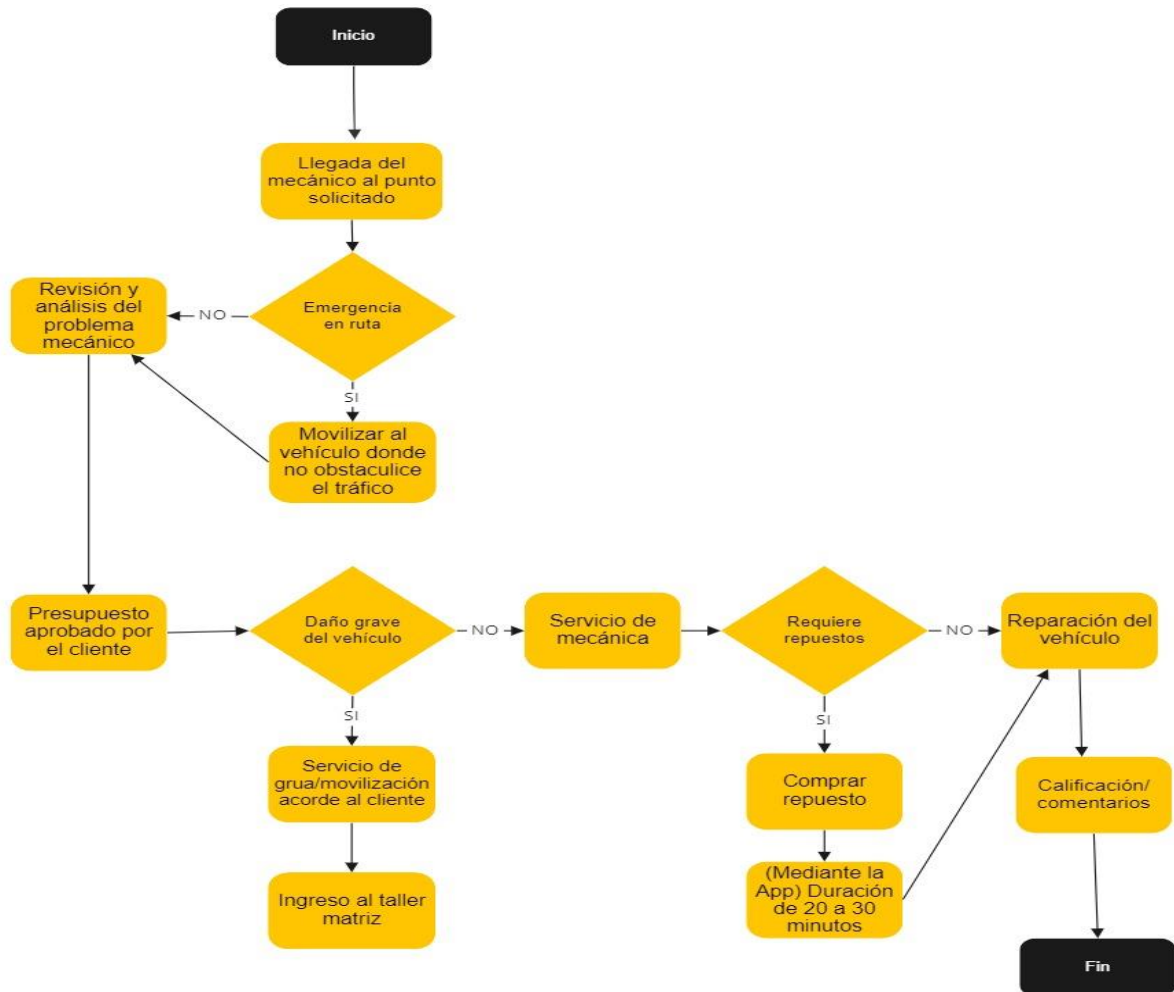 Inicio
Llegada del
mecánico al punto
solicitado
Emergencia
en ruta
NO
Revisión y
análisis del
problema
mecánico
SI
Movilizar al
vehículo donde
no obstaculice
el tráfico
Presupuesto
aprobado por
el cliente
Daño grave
del vehículo
NO
Servicio de
mecánica
Requiere
repuestos
NO
Reparación del
vehículo
SI
Servicio de
grua/movilización
acorde al cliente
Ingreso al taller
matriz
SI
Comprar
repuesto
(Mediante la
App) Duración
de 20 a 30
minutos
Calificación/
comentarios
Fin